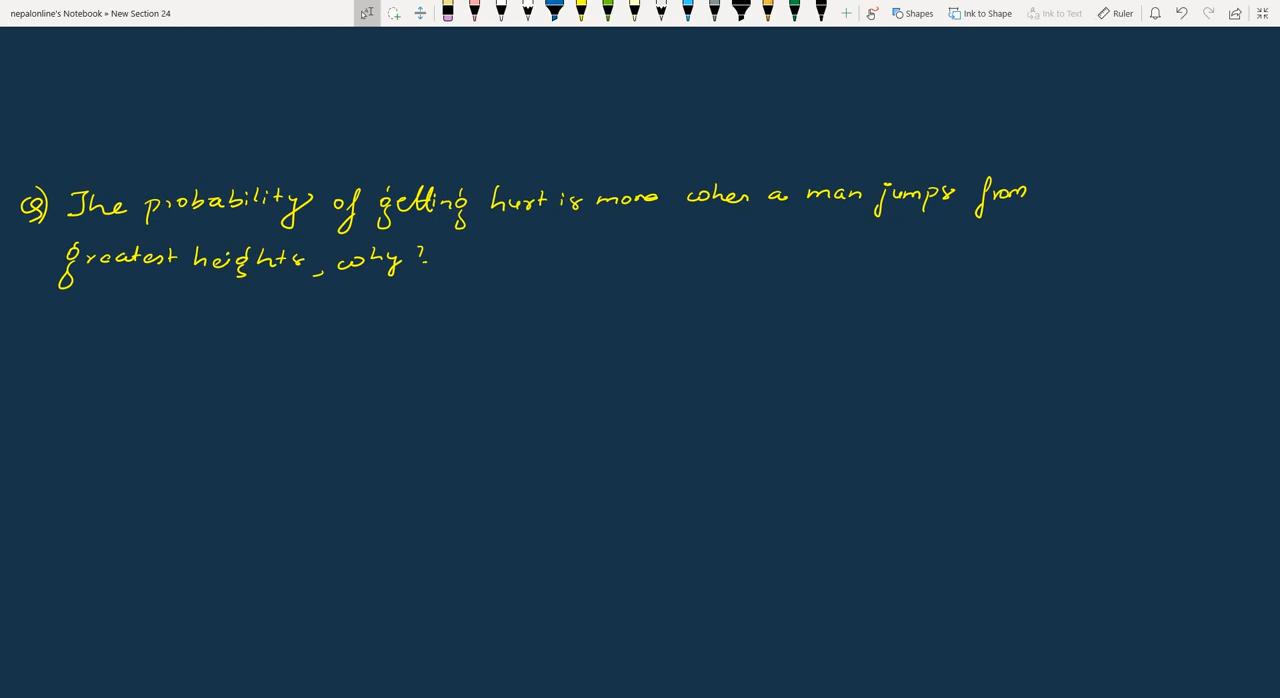 nepalonline's Notebook » New Section 24
Shapes Ink to Shape Ink to Text Ruler
Q) The probability of getting hurt is more when a man jumps from
greatest heights, why?